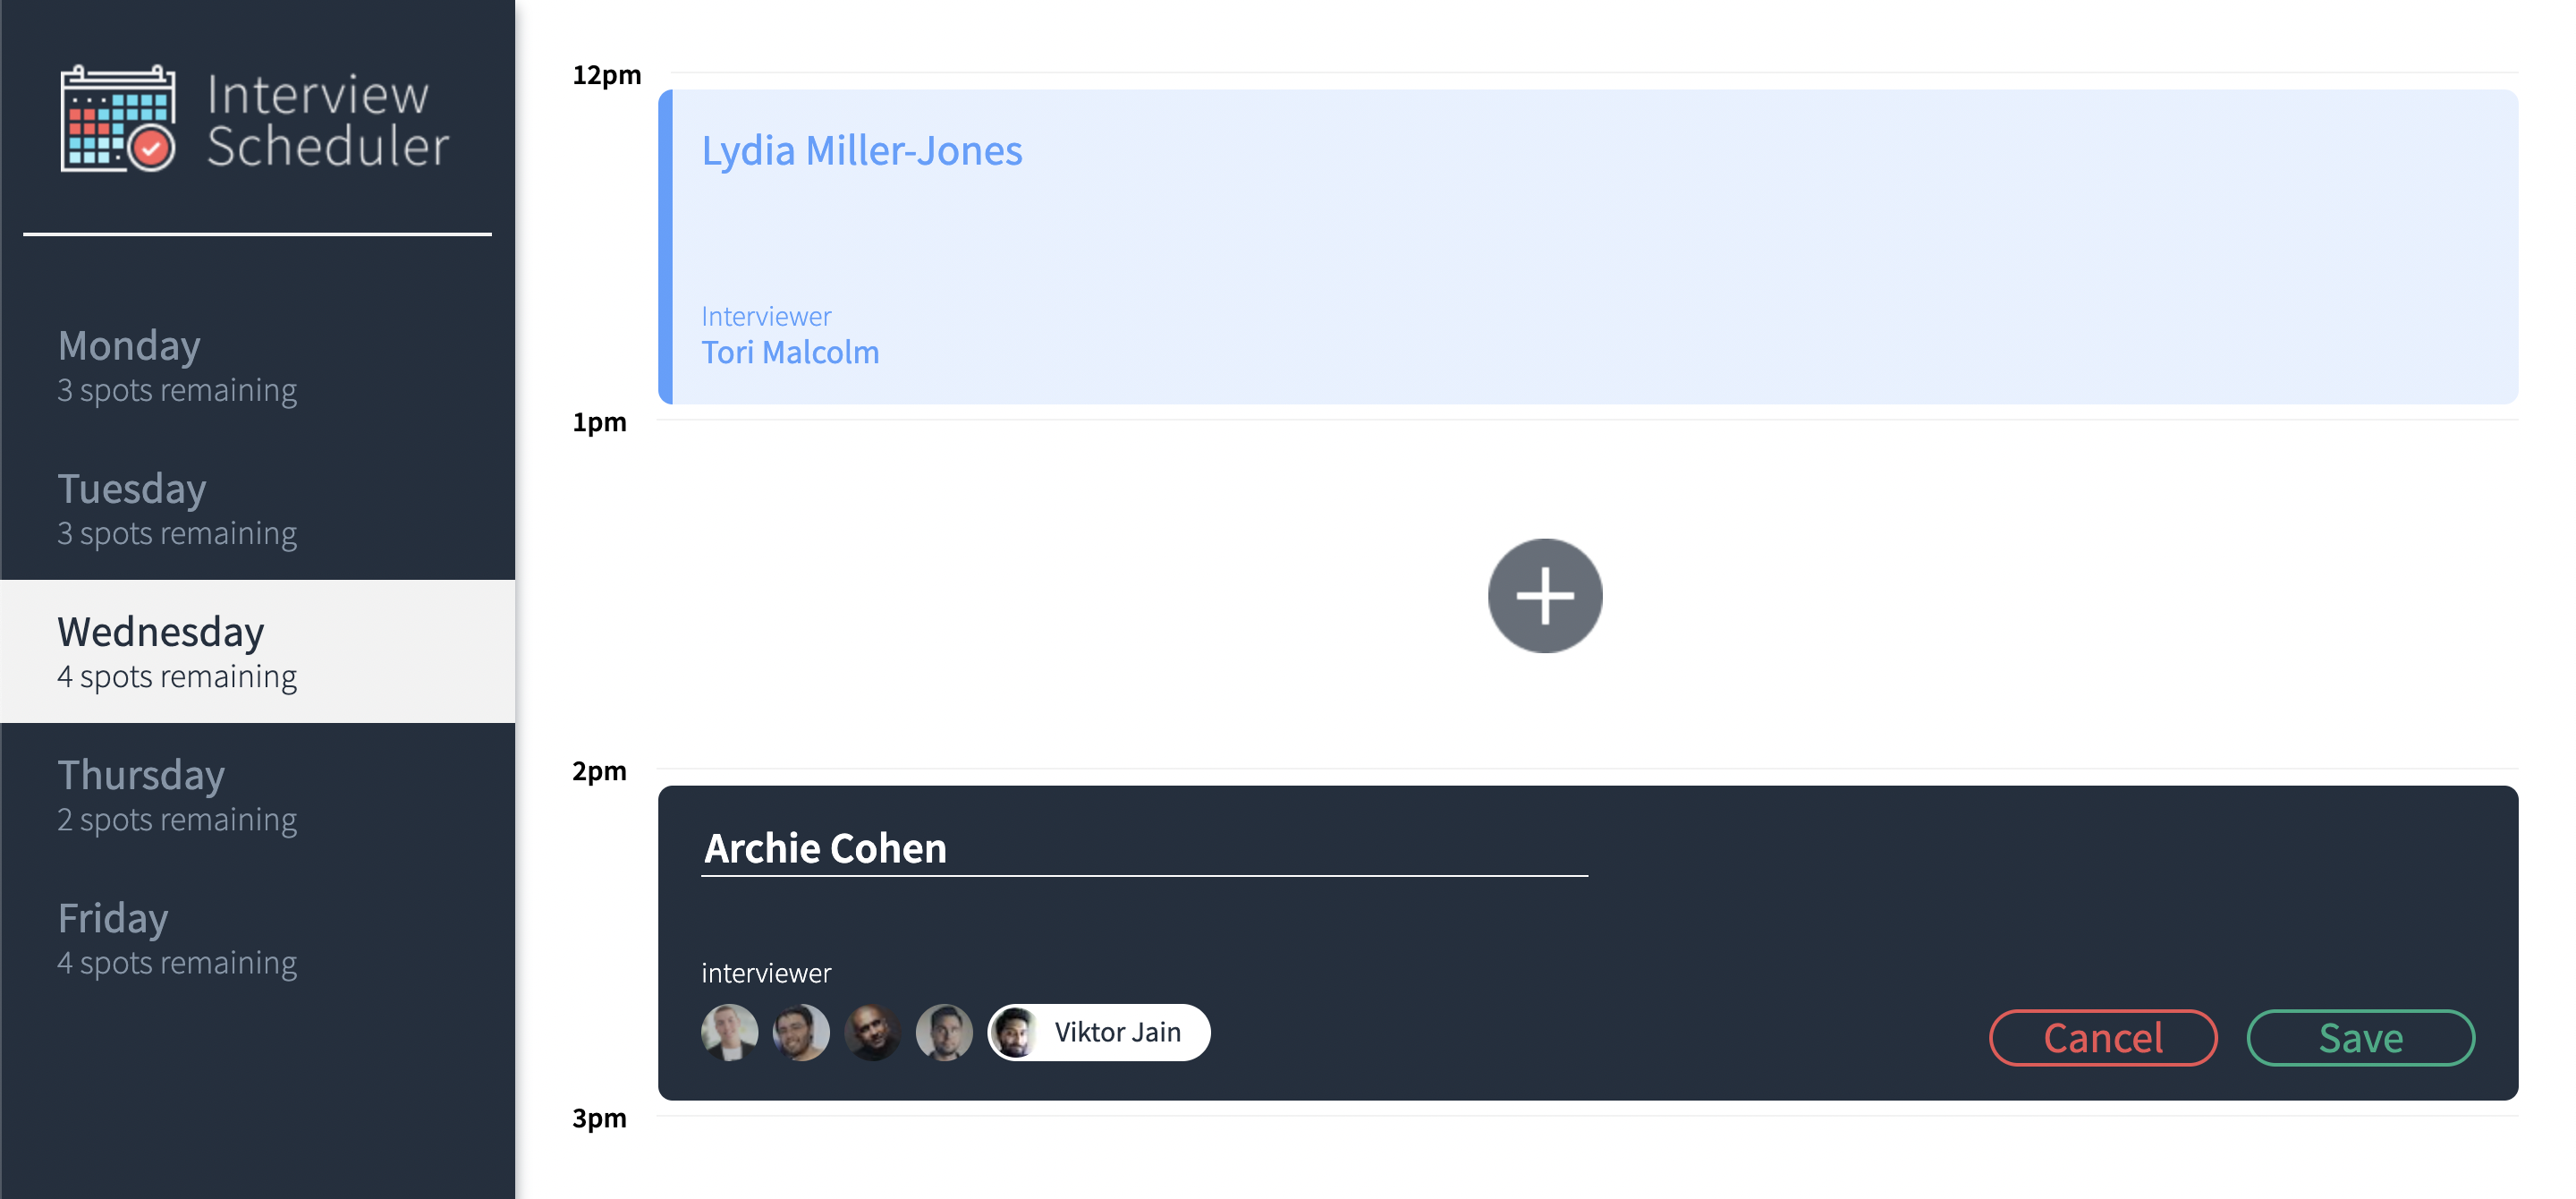 Interview
Scheduler
Monday
3 spots remaining
Tuesday
3 spots remaining
Wednesday
4 spots remaining
Thursday
2 spots remaining
Friday
4 spots remaining
12pm
Lydia Miller-Jones
Interviewer
Tori Malcolm
1pm
2pm
Archie Cohen
interviewer
Viktor Jain
Cancel
Save
3pm